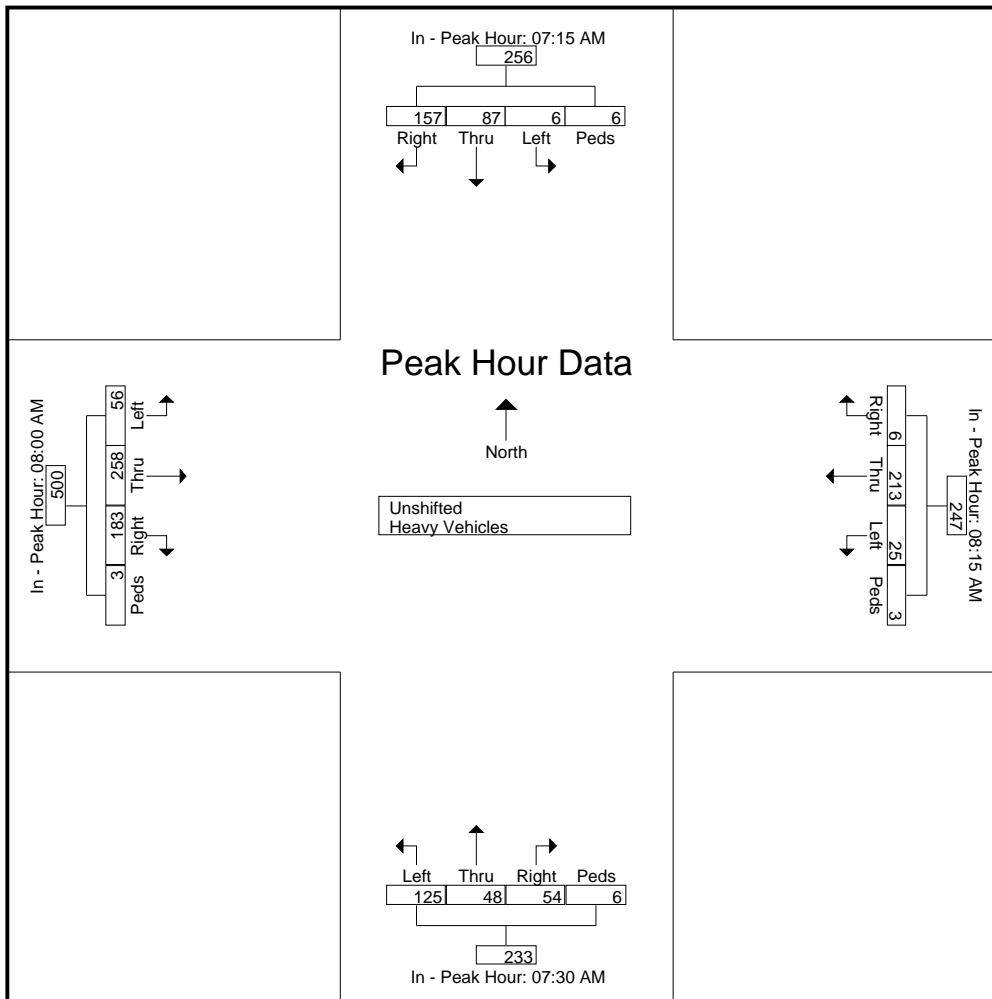 In - Peak Hour: 07:15 AM
256
157 87 6 6
Right Thru Left Peds
Peak Hour Data
North
Unshifted
Heavy Vehicles
In - Peak Hour: 08:00 AM
500
56 258 183 3
Left Thru Right Peds
In - Peak Hour: 08:15 AM
247
6 213 25 3
Right Thru Left Peds
Left Thru Right Peds
125 48 54 6
233
In - Peak Hour: 07:30 AM